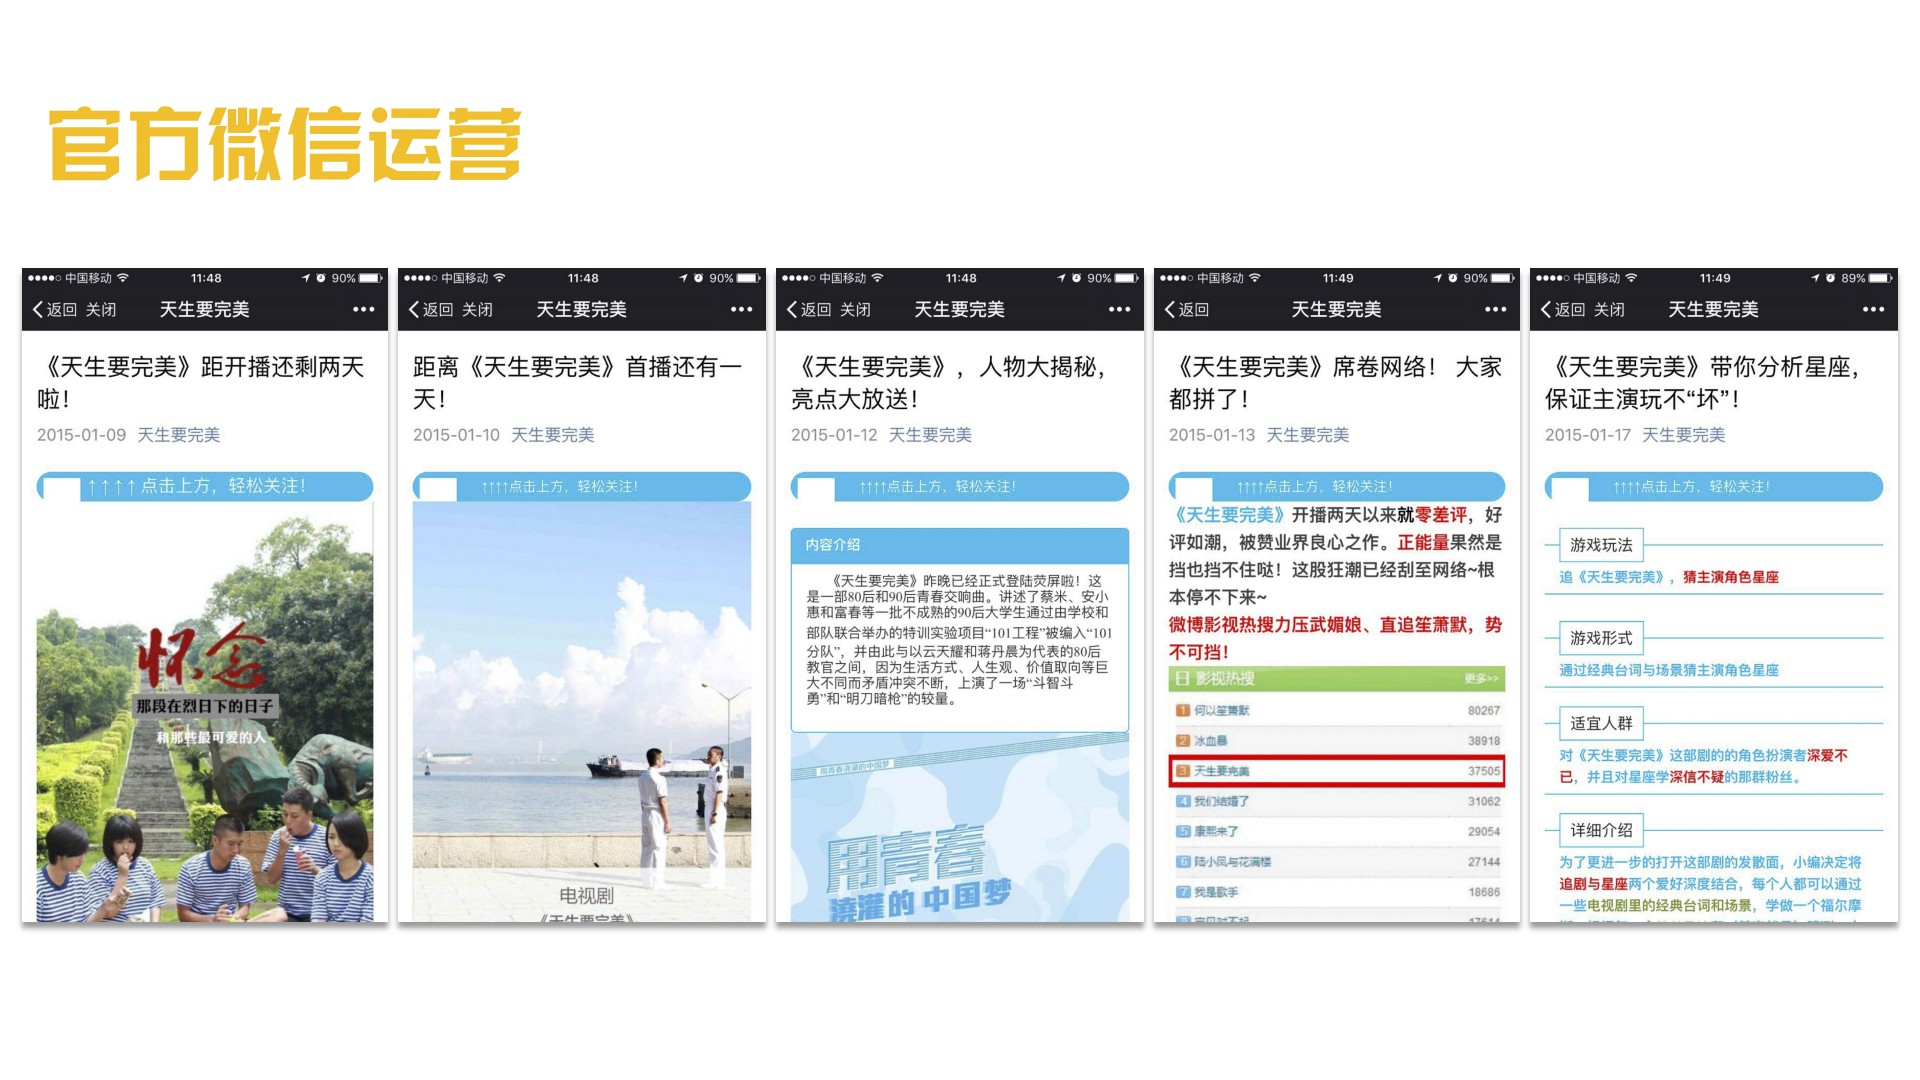 官方微信运营
中国移动 11:48 90%
返回 关闭 天生要完美
《天生要完美》距开播还剩两天
啦！
2015-01-09 天生要完美
↑↑↑↑点击上方，轻松关注！
怀念
那段在烈日下的日子
和那些最可爱的人
中国移动 11:48 90%
返回 关闭 天生要完美
距离《天生要完美》首播还有一
天！
2015-01-10 天生要完美
↑↑↑↑点击上方，轻松关注！
电视剧
《天生要完美》
中国移动 11:48 90%
返回 关闭 天生要完美
《天生要完美》，人物大揭秘，
亮点大放送！
2015-01-12 天生要完美
↑↑↑↑点击上方，轻松关注！
内容介绍
《天生要完美》昨晚已经正式登陆荧屏啦！这
是一部80后和90后青春交响曲。讲述了蔡米、安小
惠和富春等一批不成熟的90后大学生通过由学校和
部队联合举办的特训实验项目“101工程”被编入“101
分队”，并由此与以云天耀和蒋丹晨为代表的80后
教官之间，因为生活方式、人生观、价值取向等巨
大不同而矛盾冲突不断，上演了一场“斗智斗
勇”和“明刀暗枪”的较量。
用青春浇灌的中国梦
用青春
浇灌的中国梦
中国移动 11:49 90%
返回 天生要完美
《天生要完美》席卷网络！ 大家
都拼了！
2015-01-13 天生要完美
↑↑↑↑点击上方，轻松关注！
《天生要完美》开播两天以来就零差评，好
评如潮，被赞业界良心之作。正能量果然是
挡也挡不住哒！这股狂潮已经刮至网络~根
本停不下来~
微博影视热搜力压武媚娘、直追笙萧默，势
不可挡！
影视热搜 更多>>
1 何以笙箫默 80267
2 冰血暴 38918
3 天生要完美 37505
4 我们结婚了 31062
5 康熙来了 29054
6 陆小凤与花满楼 27144
7 我是歌手 18686
中国移动 11:49 89%
返回 关闭 天生要完美
《天生要完美》带你分析星座，
保证主演玩不“坏”！
2015-01-17 天生要完美
↑↑↑↑点击上方，轻松关注！
游戏玩法
追《天生要完美》，猜主演角色星座
游戏形式
通过经典台词与场景猜主演角色星座
适宜人群
对《天生要完美》这部剧的的角色扮演者深爱不
已，并且对星座学深信不疑的那群粉丝。
详细介绍
为了更进一步的打开这部剧的发散面，小编决定将
追剧与星座两个爱好深度结合，每个人都可以通过
一些电视剧里的经典台词和场景，学做一个福尔摩